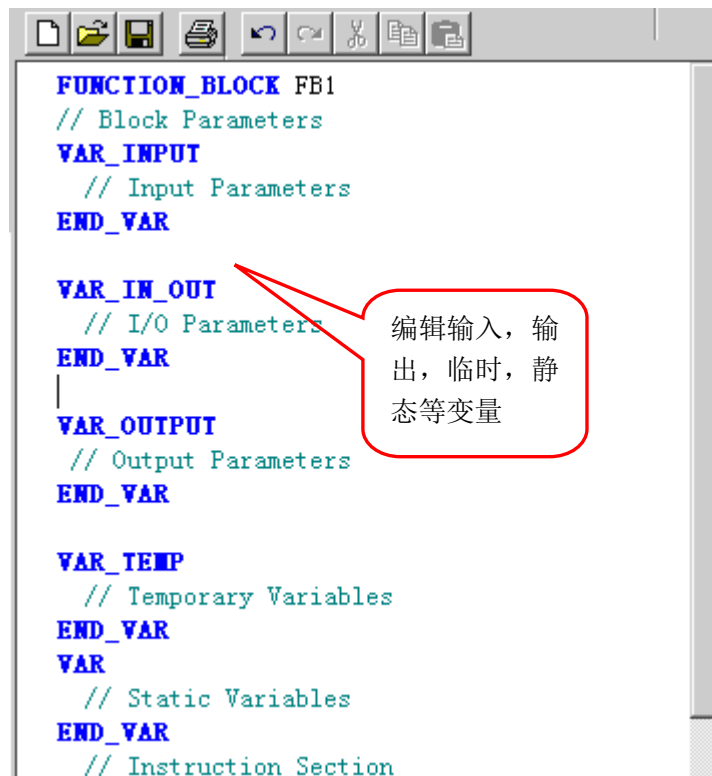 FUNCTION_BLOCK FB1
// Block Parameters
VAR_INPUT
// Input Parameters
END_VAR
VAR_IN_OUT
// I/O Parameters
END_VAR
VAR_OUTPUT
// Output Parameters
END_VAR
VAR_TEMP
// Temporary Variables
END_VAR
VAR
// Static Variables
END_VAR
// Instruction Section
编辑输入，输
出，临时，静
态等变量